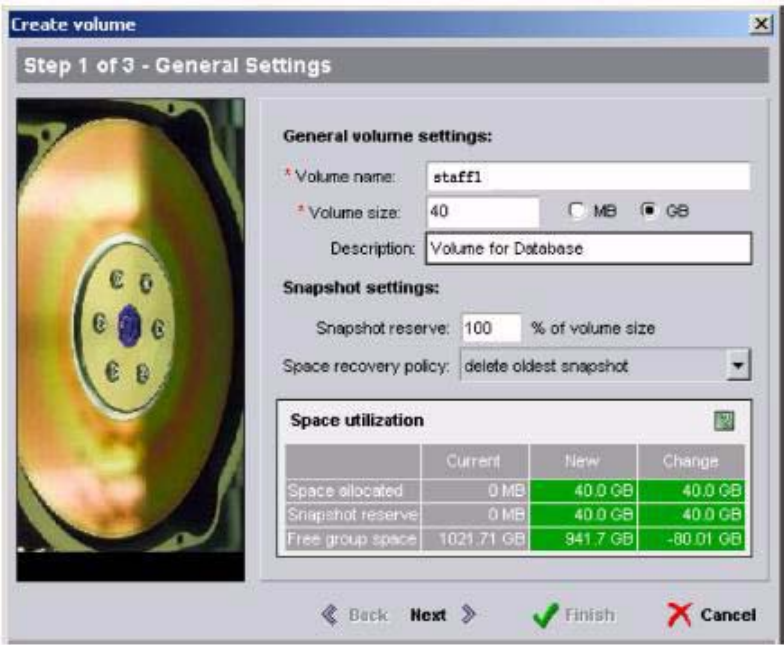 Create volume
Step 1 of 3 - General Settings
General volume settings:
* Volume name: staff1
* Volume size: 40 MB GB
Description: Volume for Database
Snapshot settings:
Snapshot reserve: 100 % of volume size
Space recovery policy: delete oldest snapshot
Space utilization
Current New Change
Space allocated 0 MB 40.0 GB 40.0 GB
Snapshot reserve 0 MB 40.0 GB 40.0 GB
Free group space 1021.71 GB 941.7 GB -80.01 GB
Back Next Finish Cancel